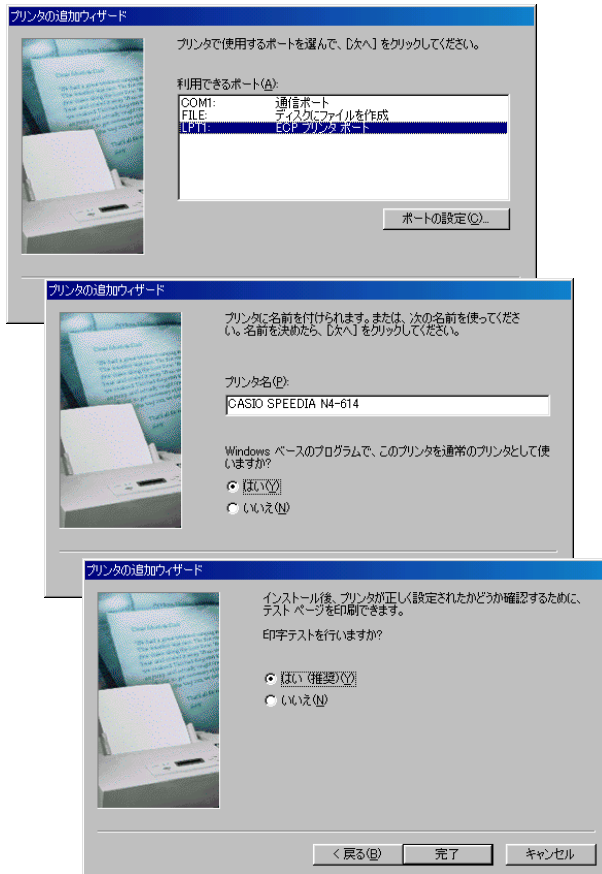 プリンタの追加ウィザード
プリンタで使用するポートを選んで、[次へ] をクリックしてください。
利用できるポート(A):
COM1: 通信ポート
FILE: ディスクにファイルを作成
LPT1: ECP プリンタ ポート
ポートの設定(C)...
プリンタの追加ウィザード
プリンタに名前を付けられます。または、次の名前を使ってくださ
い。名前を決めたら、[次へ] をクリックしてください。
プリンタ名(P):
CASIO SPEEDIA N4-614
Windows ベースのプログラムで、このプリンタを通常のプリンタとして使
いますか?
はい(Y)
いいえ(N)
プリンタの追加ウィザード
インストール後、プリンタが正しく設定されたかどうか確認するために、
テスト ページを印刷できます。
印字テストを行いますか?
はい (推奨)(Y)
いいえ(N)
< 戻る(B)
完了
キャンセル